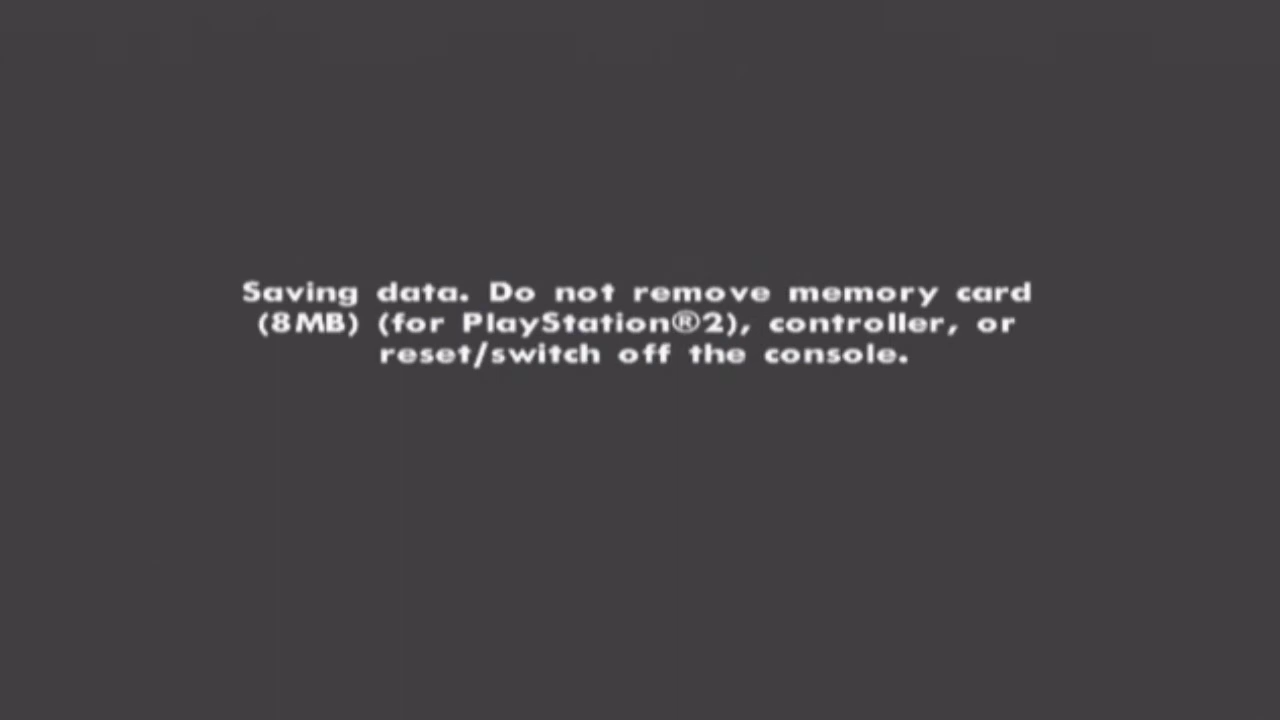 Saving data. Do not remove memory card
(8MB) (for PlayStation®2), controller, or
reset/switch off the console.